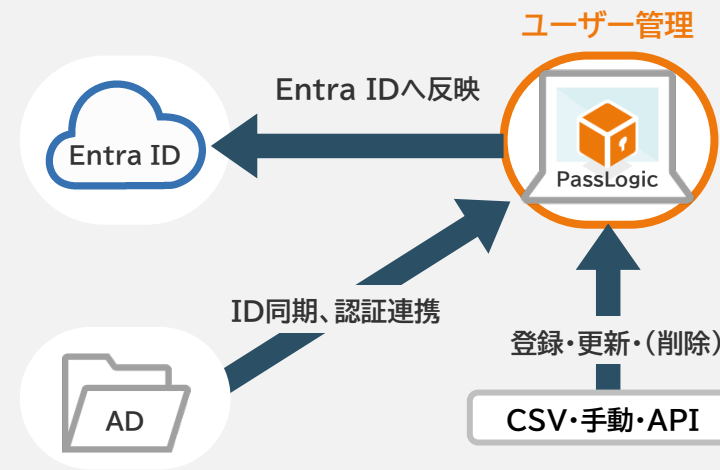 ユーザー管理
Entra IDへ反映
Entra ID
PassLogic
ID同期、認証連携
登録・更新・(削除)
AD
CSV・手動・API